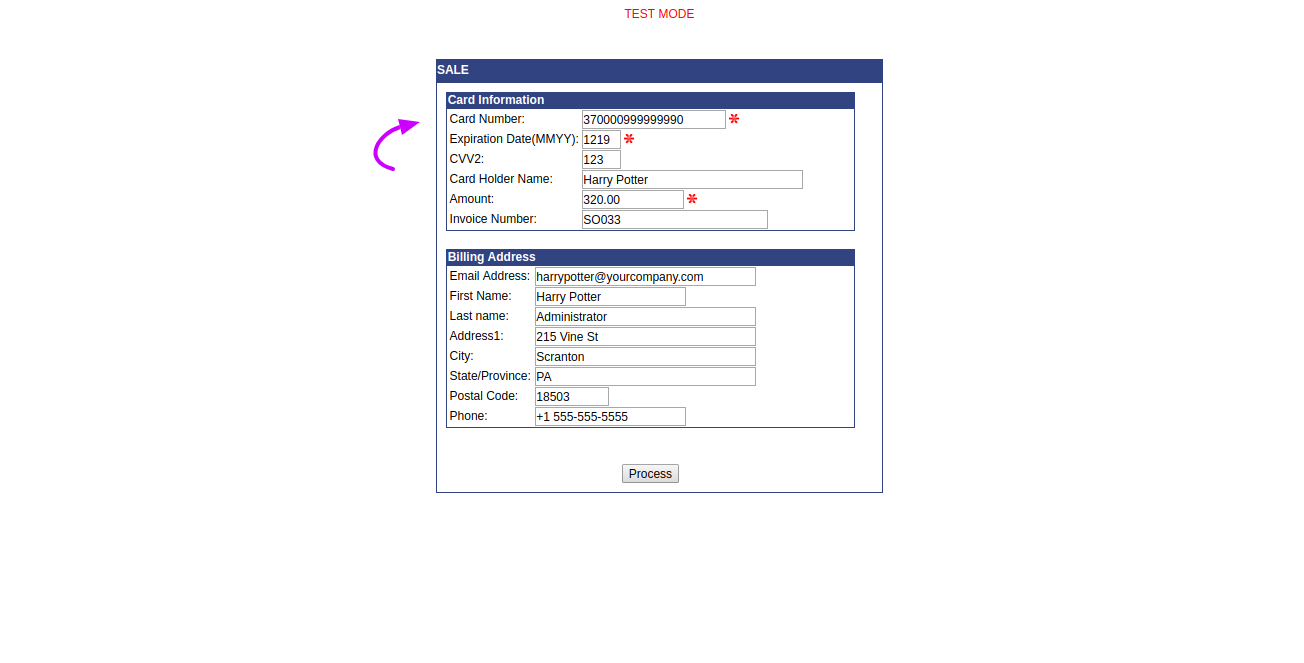 TEST MODE
SALE
Card Information
Card Number: 370000999999990 *
Expiration Date(MMYY): 1219 *
CVV2: 123
Card Holder Name: Harry Potter
Amount: 320.00 *
Invoice Number: SO033
Billing Address
Email Address: harrypotter@yourcompany.com
First Name: Harry Potter
Last name: Administrator
Address1: 215 Vine St
City: Scranton
State/Province: PA
Postal Code: 18503
Phone: +1 555-555-5555
Process